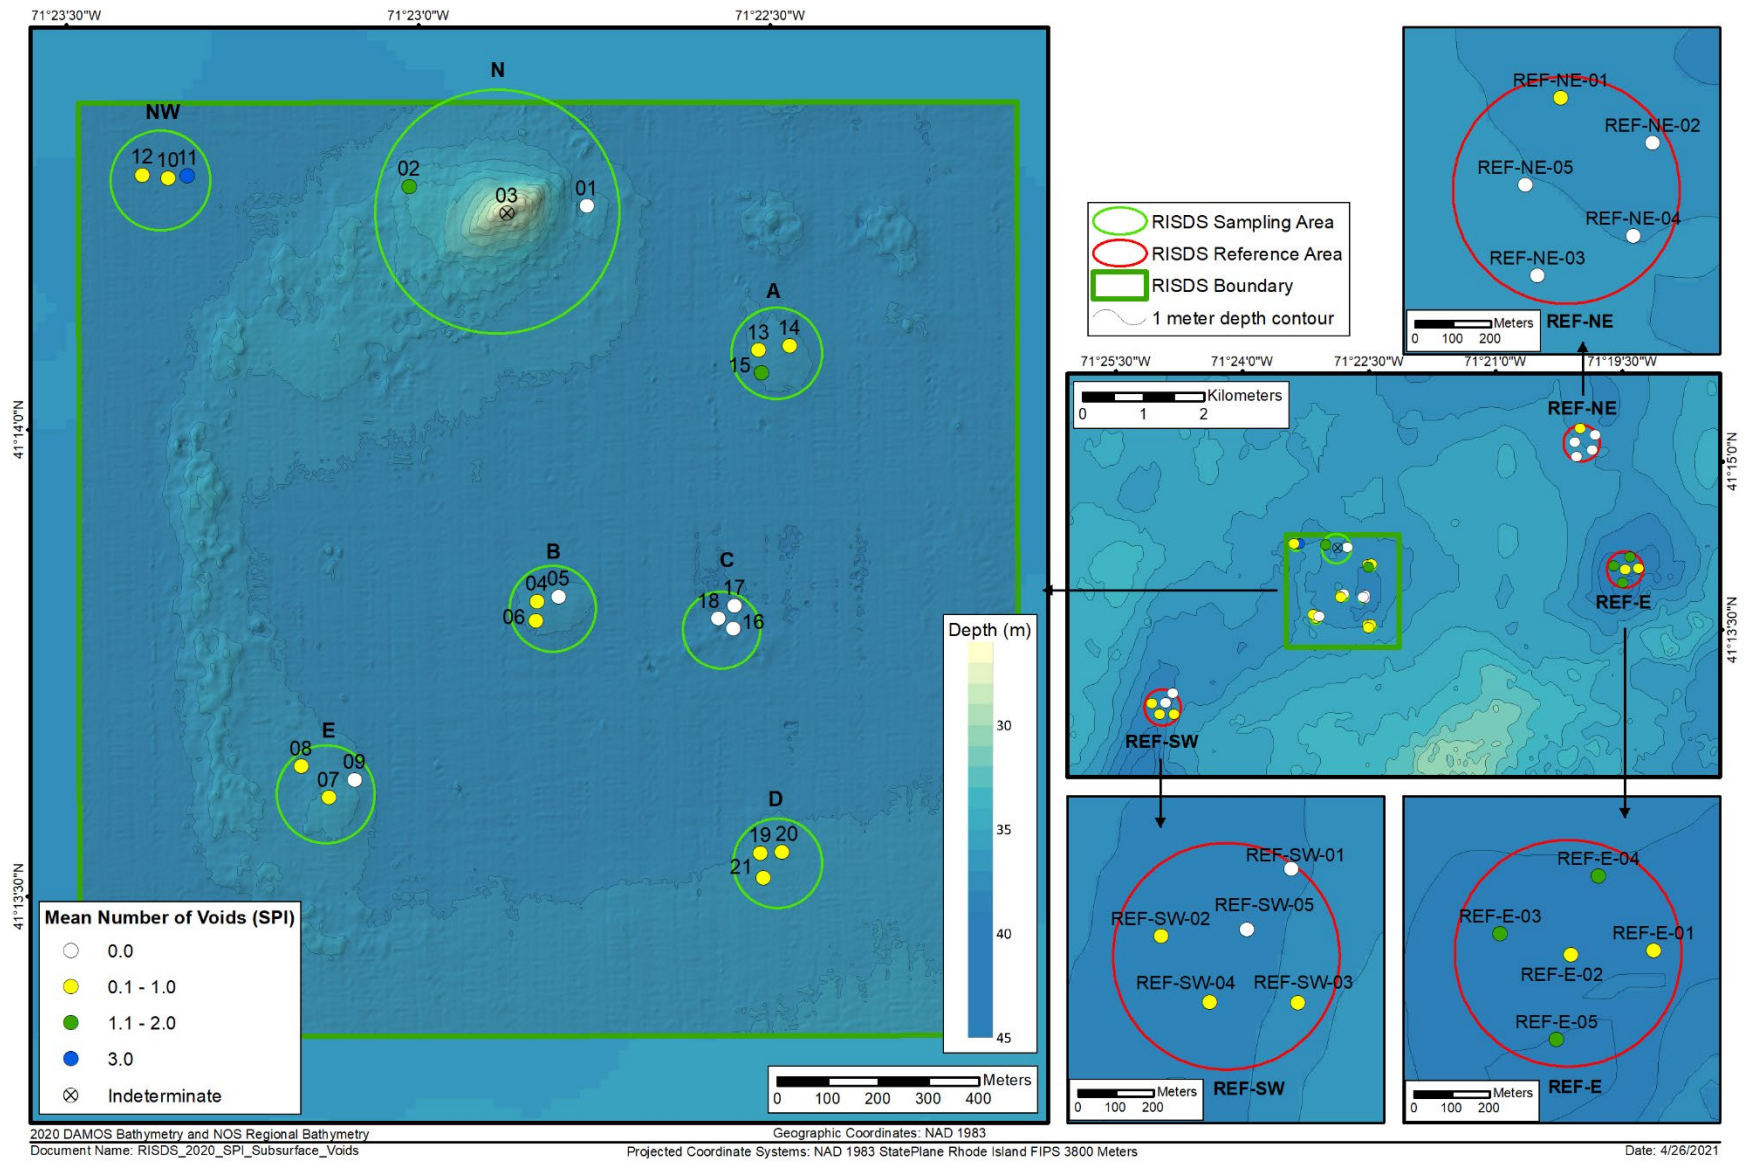 71°23'30"W
71°23'0"W
71°22'30"W
41°14'0"N
41°13'30"N
N
NW
12
10
11
02
03
01
A
13
14
15
B
04
05
06
C
17
18
16
E
08
09
07
D
19
20
21
Mean Number of Voids (SPI)
0.0
0.1 - 1.0
1.1 - 2.0
3.0
Indeterminate
Depth (m)
30
35
40
45
Meters
0 100 200 300 400
RISDS Sampling Area
RISDS Reference Area
RISDS Boundary
1 meter depth contour
REF-NE-01
REF-NE-02
REF-NE-05
REF-NE-04
REF-NE-03
Meters
0 100 200
REF-NE
71°25'30"W
71°24'0"W
71°22'30"W
71°21'0"W
71°19'30"W
41°15'0"N
41°13'30"N
Kilometers
0 1 2
REF-NE
REF-E
REF-SW
REF-SW-01
REF-SW-05
REF-SW-02
REF-SW-04
REF-SW-03
Meters
0 100 200
REF-SW
REF-E-04
REF-E-03
REF-E-01
REF-E-02
REF-E-05
Meters
0 100 200
REF-E
2020 DAMOS Bathymetry and NOS Regional Bathymetry
Geographic Coordinates: NAD 1983
Document Name: RISDS_2020_SPI_Subsurface_Voids
Projected Coordinate Systems: NAD 1983 StatePlane Rhode Island FIPS 3800 Meters
Date: 4/26/2021